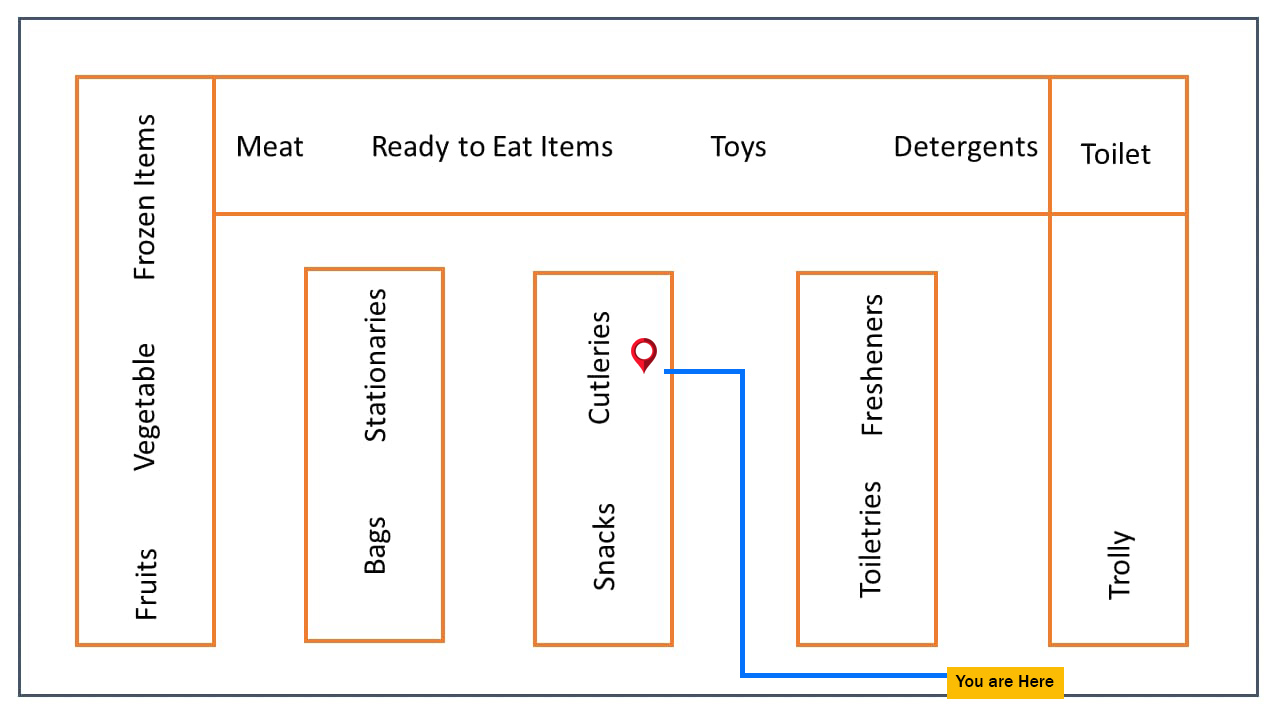 Frozen Items
Vegetable
Fruits
Meat
Ready to Eat Items
Toys
Detergents
Toilet
Stationaries
Bags
Cutleries
Snacks
Fresheners
Toiletries
Trolly
You are Here